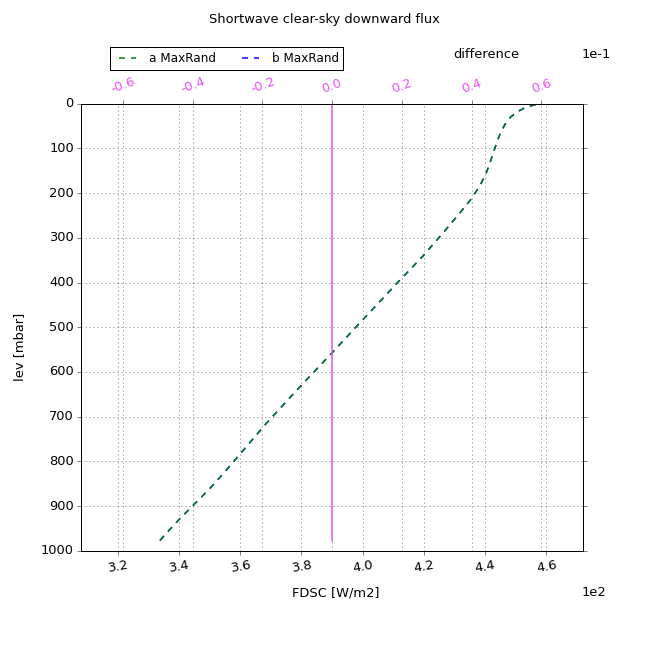 Shortwave clear-sky downward flux
a MaxRand b MaxRand
difference 1e-1
-0.6 -0.4 -0.2 0.0 0.2 0.4 0.6
0
100
200
300
400
500
600
700
800
900
1000
lev [mbar]
3.2 3.4 3.6 3.8 4.0 4.2 4.4 4.6
FDSC [W/m2] 1e2